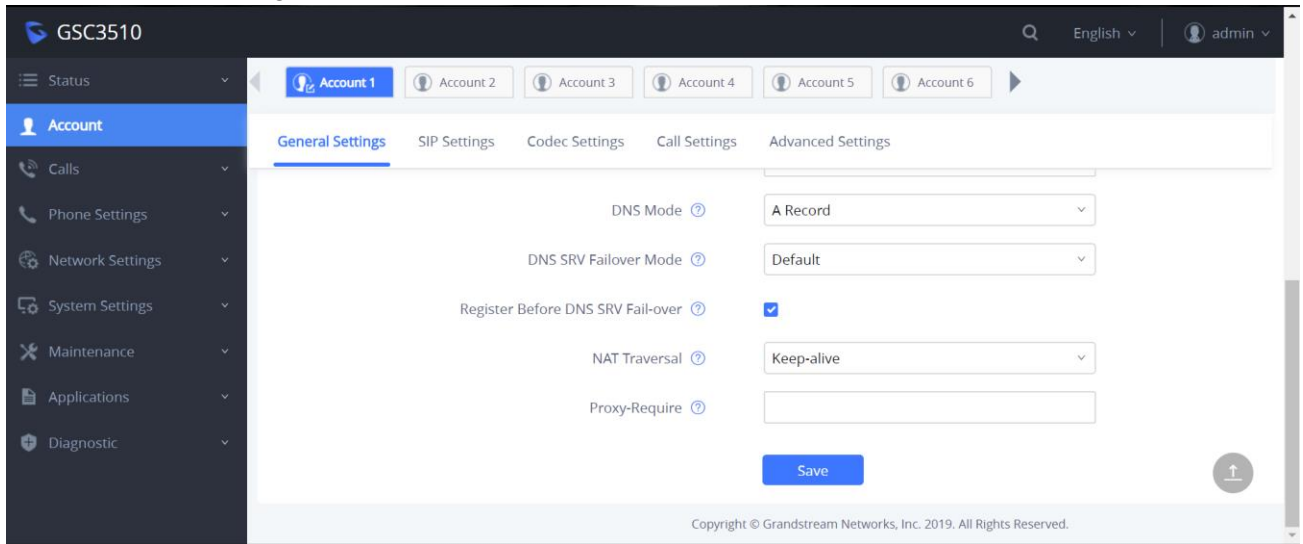 GSC3510
English
admin
Status
Account 1
Account 2
Account 3
Account 4
Account 5
Account 6
Account
General Settings
SIP Settings
Codec Settings
Call Settings
Advanced Settings
Calls
Phone Settings
DNS Mode
A Record
Network Settings
DNS SRV Failover Mode
Default
System Settings
Register Before DNS SRV Fail-over
Maintenance
NAT Traversal
Keep-alive
Applications
Proxy-Require
Diagnostic
Save
Copyright © Grandstream Networks, Inc. 2019. All Rights Reserved.